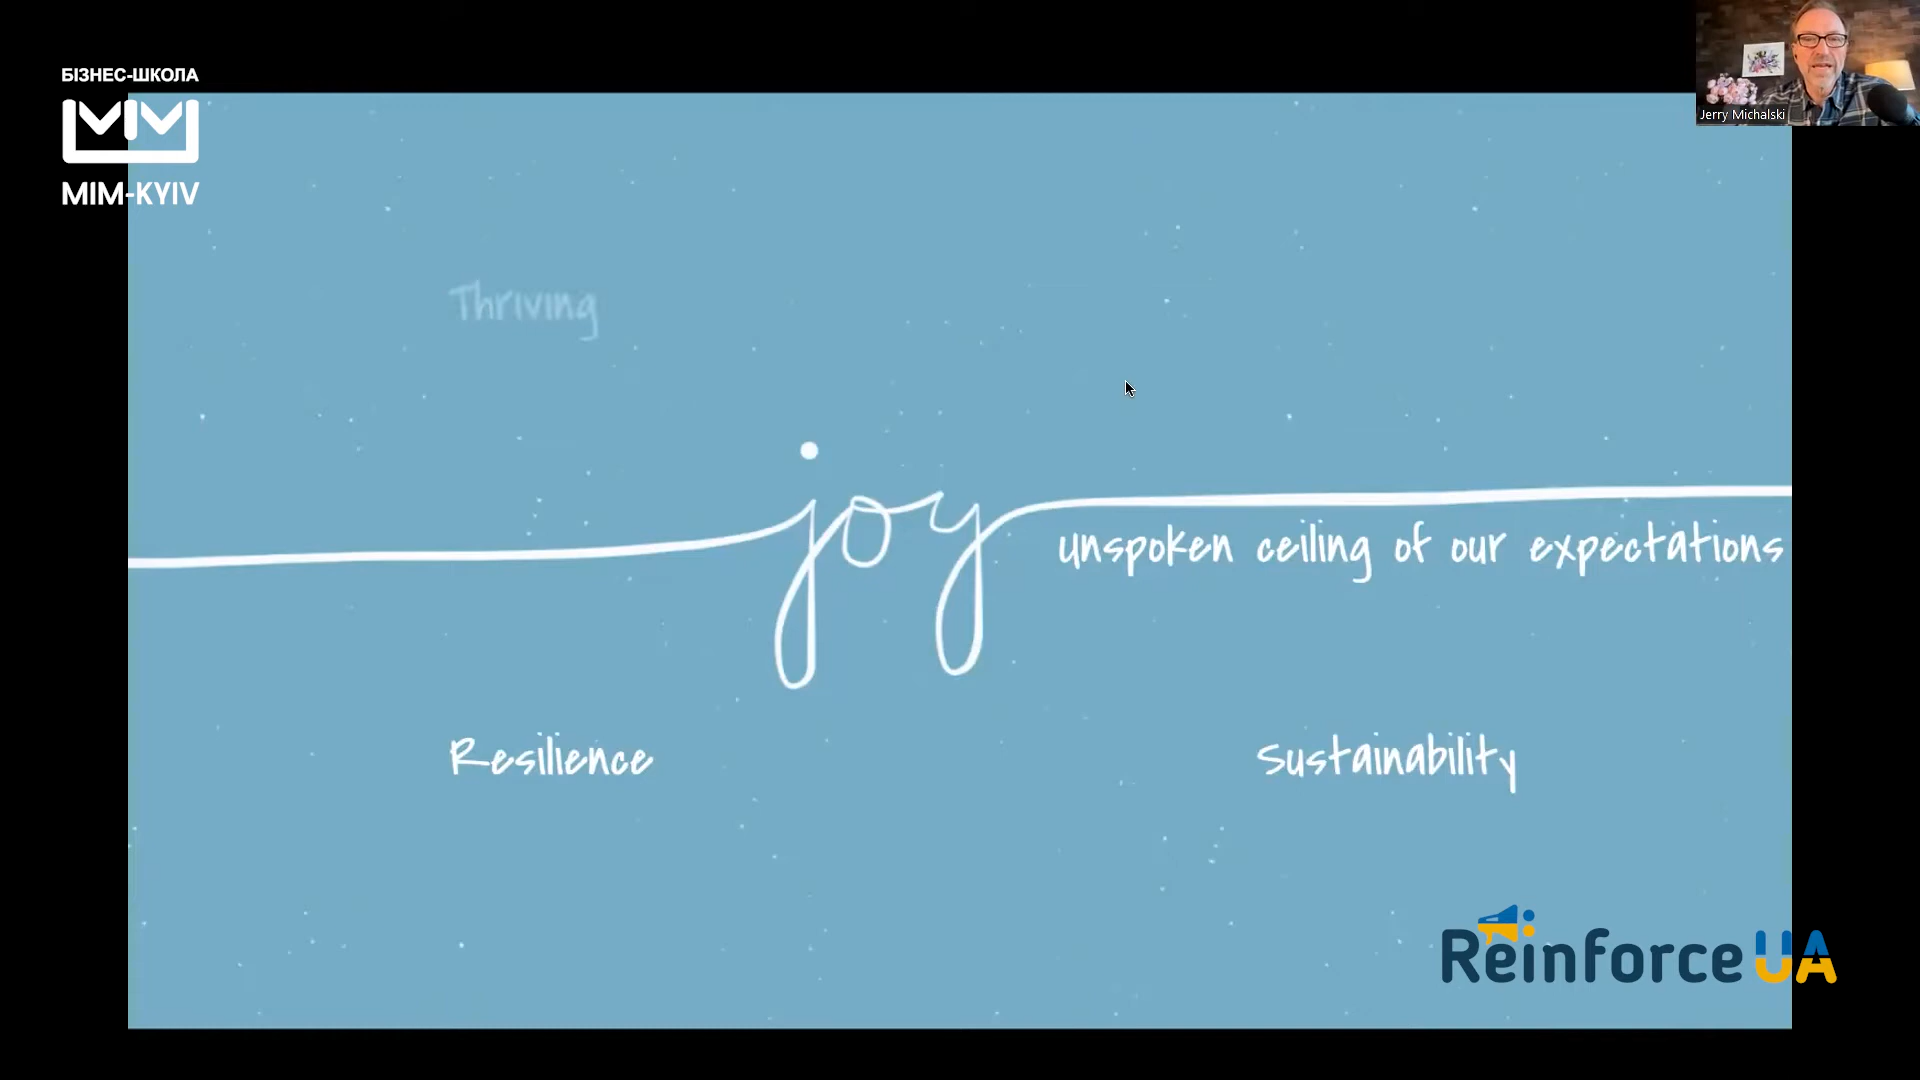 БІЗНЕС-ШКОЛА
MIM-KYIV
Jerry Michalski
Thriving
joy
unspoken ceiling of our expectations
Resilience
Sustainability
ReinforceUA